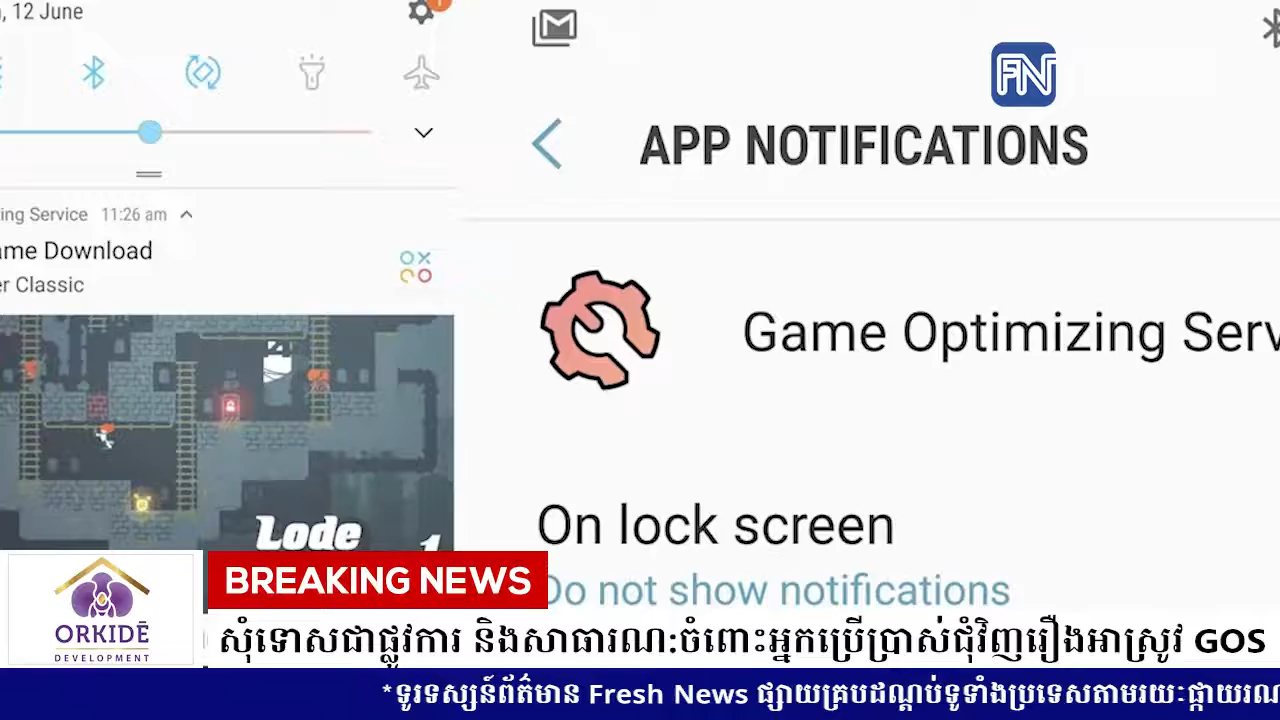 , 12 June
1
FN
APP NOTIFICATIONS
ing Service 11:26 am
me Download
r Classic
Game Optimizing Serv
Lode
1
On lock screen
Do not show notifications
BREAKING NEWS
ORKIDĒ
DEVELOPMENT
សុំទោសជាផ្លូវការ និងសាធារណ:ចំពោះអ្នកប្រើប្រាស់ជុំវិញរឿងអាស្រូវ GOS
*ទូរទស្សន៍ព័ត៌មាន Fresh News ផ្សាយគ្របដណ្តប់ទូទាំងប្រទេសតាមរយៈផ្កាយរណ